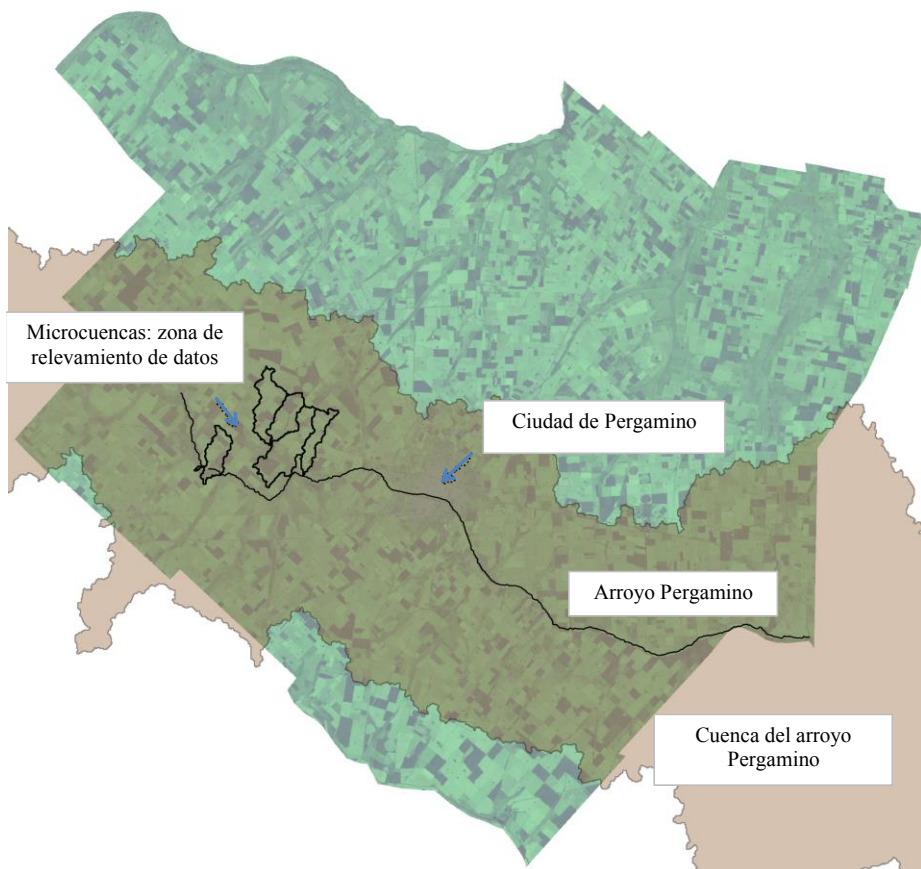 Microcuencas: zona de
relevamiento de datos
Ciudad de Pergamino
Arroyo Pergamino
Cuenca del arroyo
Pergamino